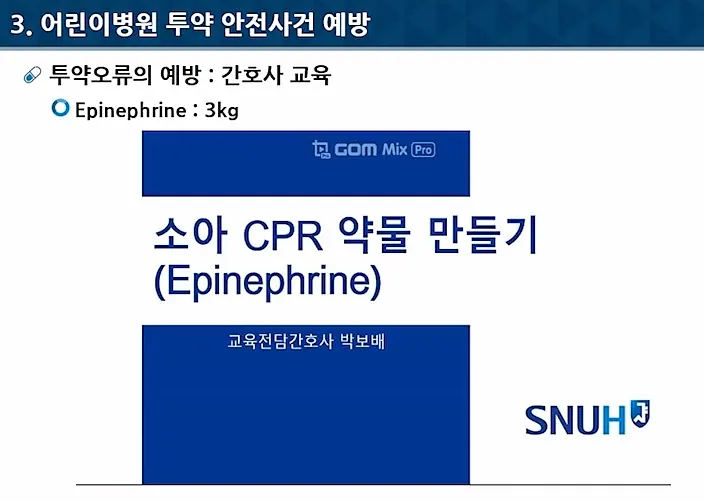 3. 어린이병원 투약 안전사건 예방
투약오류의 예방 : 간호사 교육
Epinephrine : 3kg
GOM Mix Pro
소아 CPR 약물 만들기
(Epinephrine)
교육전담간호사 박보배
SNUH